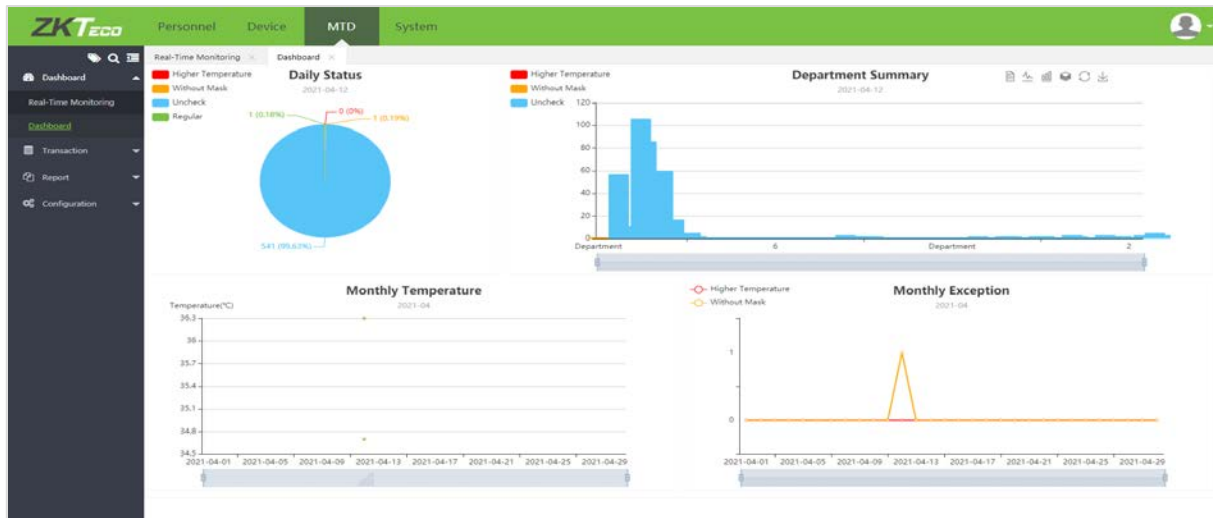 ZKTeco
Personnel Device MTD System
Real-Time Monitoring Dashboard
Dashboard
Real-Time Monitoring
Dashboard
Transaction
Report
Configuration
Higher Temperature
Without Mask
Uncheck
Regular
Daily Status
2021-04-12
0 (0%)
1 (0.18%)
1 (0.19%)
541 (99.63%)
Higher Temperature
Without Mask
Uncheck
Department Summary
2021-04-12
120
100
80
60
40
20
0
Department 6 Department 2
Monthly Temperature
2021-04
Temperature(℃)
36.3
36
35.7
35.4
35.1
34.8
34.5
2021-04-01 2021-04-05 2021-04-09 2021-04-13 2021-04-17 2021-04-21 2021-04-25 2021-04-29
Higher Temperature
Without Mask
Monthly Exception
2021-04
1
0
2021-04-01 2021-04-05 2021-04-09 2021-04-13 2021-04-17 2021-04-21 2021-04-25 2021-04-29